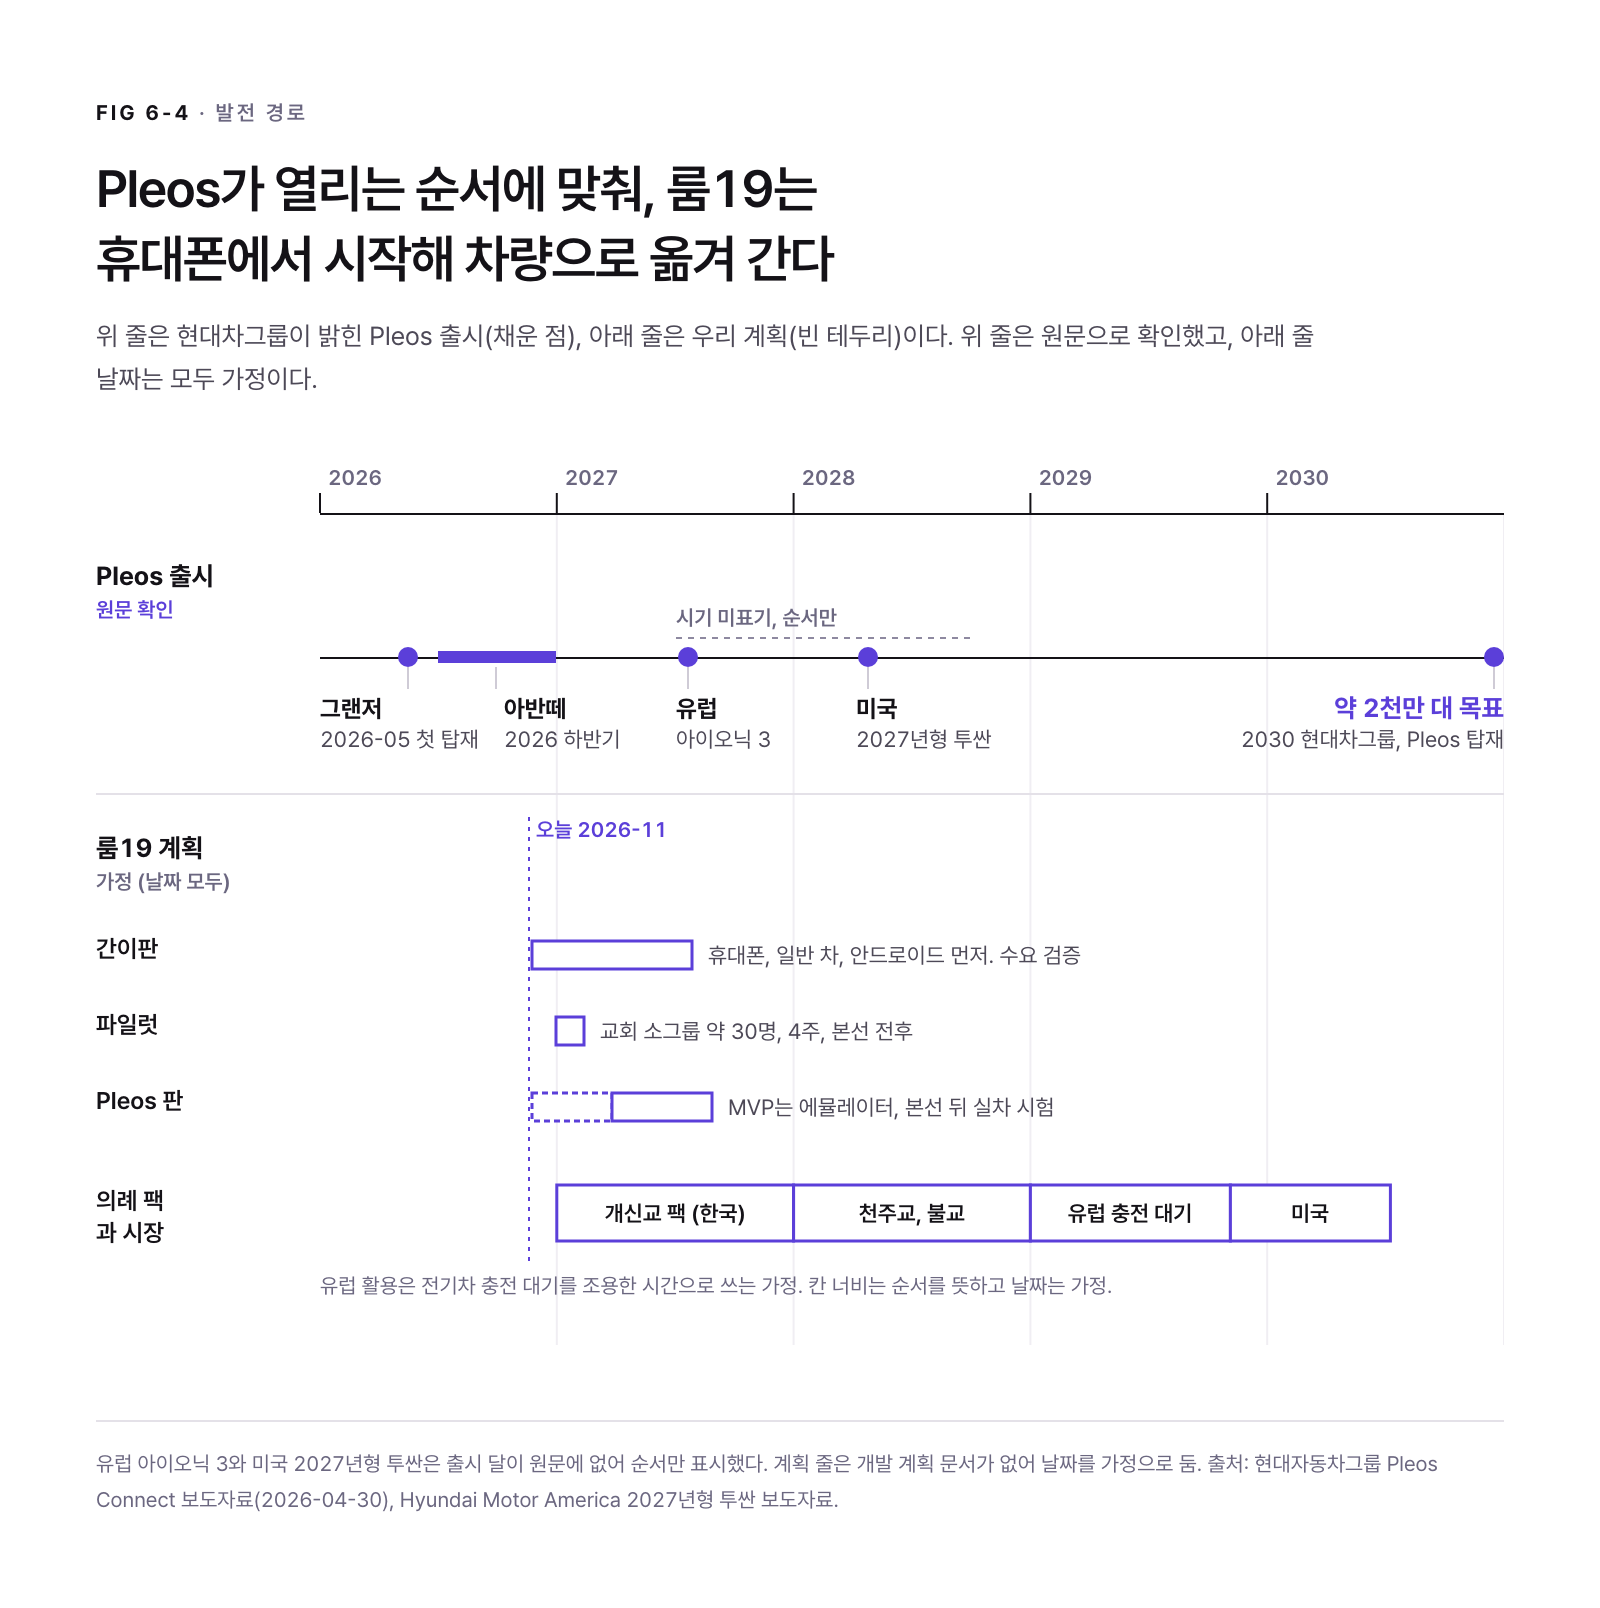 FIG 6-4 · 발전 경로
Pleos가 열리는 순서에 맞춰, 룸19는
휴대폰에서 시작해 차량으로 옮겨 간다
위 줄은 현대차그룹이 밝힌 Pleos 출시(채운 점), 아래 줄은 우리 계획(빈 테두리)이다. 위 줄은 원문으로 확인했고, 아래 줄
날짜는 모두 가정이다.
2026 2027 2028 2029 2030
Pleos 출시
원문 확인
시기 미표기, 순서만
그랜저 아반떼 유럽 미국 약 2천만 대 목표
2026-05 첫 탑재 2026 하반기 아이오닉 3 2027년형 투싼 2030 현대차그룹, Pleos 탑재
오늘 2026-11
룸19 계획
가정 (날짜 모두)
간이판 휴대폰, 일반 차, 안드로이드 먼저. 수요 검증
파일럿 교회 소그룹 약 30명, 4주, 본선 전후
Pleos 판 MVP는 에뮬레이터, 본선 뒤 실차 시험
의례 팩
과 시장
개신교 팩 (한국) 천주교, 불교 유럽 충전 대기 미국
유럽 활용은 전기차 충전 대기를 조용한 시간으로 쓰는 가정. 칸 너비는 순서를 뜻하고 날짜는 가정.
유럽 아이오닉 3와 미국 2027년형 투싼은 출시 달이 원문에 없어 순서만 표시했다. 계획 줄은 개발 계획 문서가 없어 날짜를 가정으로 둠. 출처: 현대자동차그룹 Pleos
Connect 보도자료(2026-04-30), Hyundai Motor America 2027년형 투싼 보도자료.